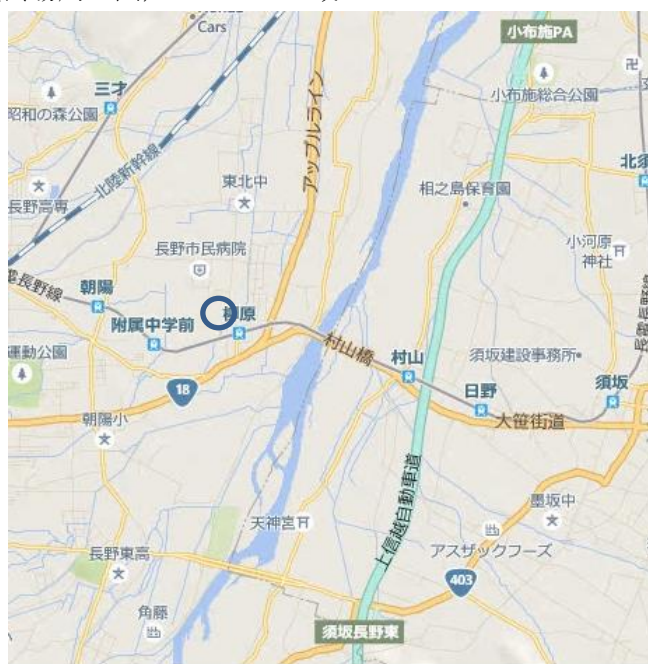 Cars
小布施PA
三才
昭和の森公園
小布施総合公園
北陸新幹線
アップルライン
東北中
長野高専
相之島保育園
北須
長野市民病院
小河原
神社
長野線
朝陽
附属中学前
柳原
村山橋
運動公園
村山
須坂建設事務所
日野
須坂
18
大笹街道
朝陽小
上信越自動車道
墨坂中
天神宮
アスザックフーズ
長野東高
403
角藤
須坂長野東